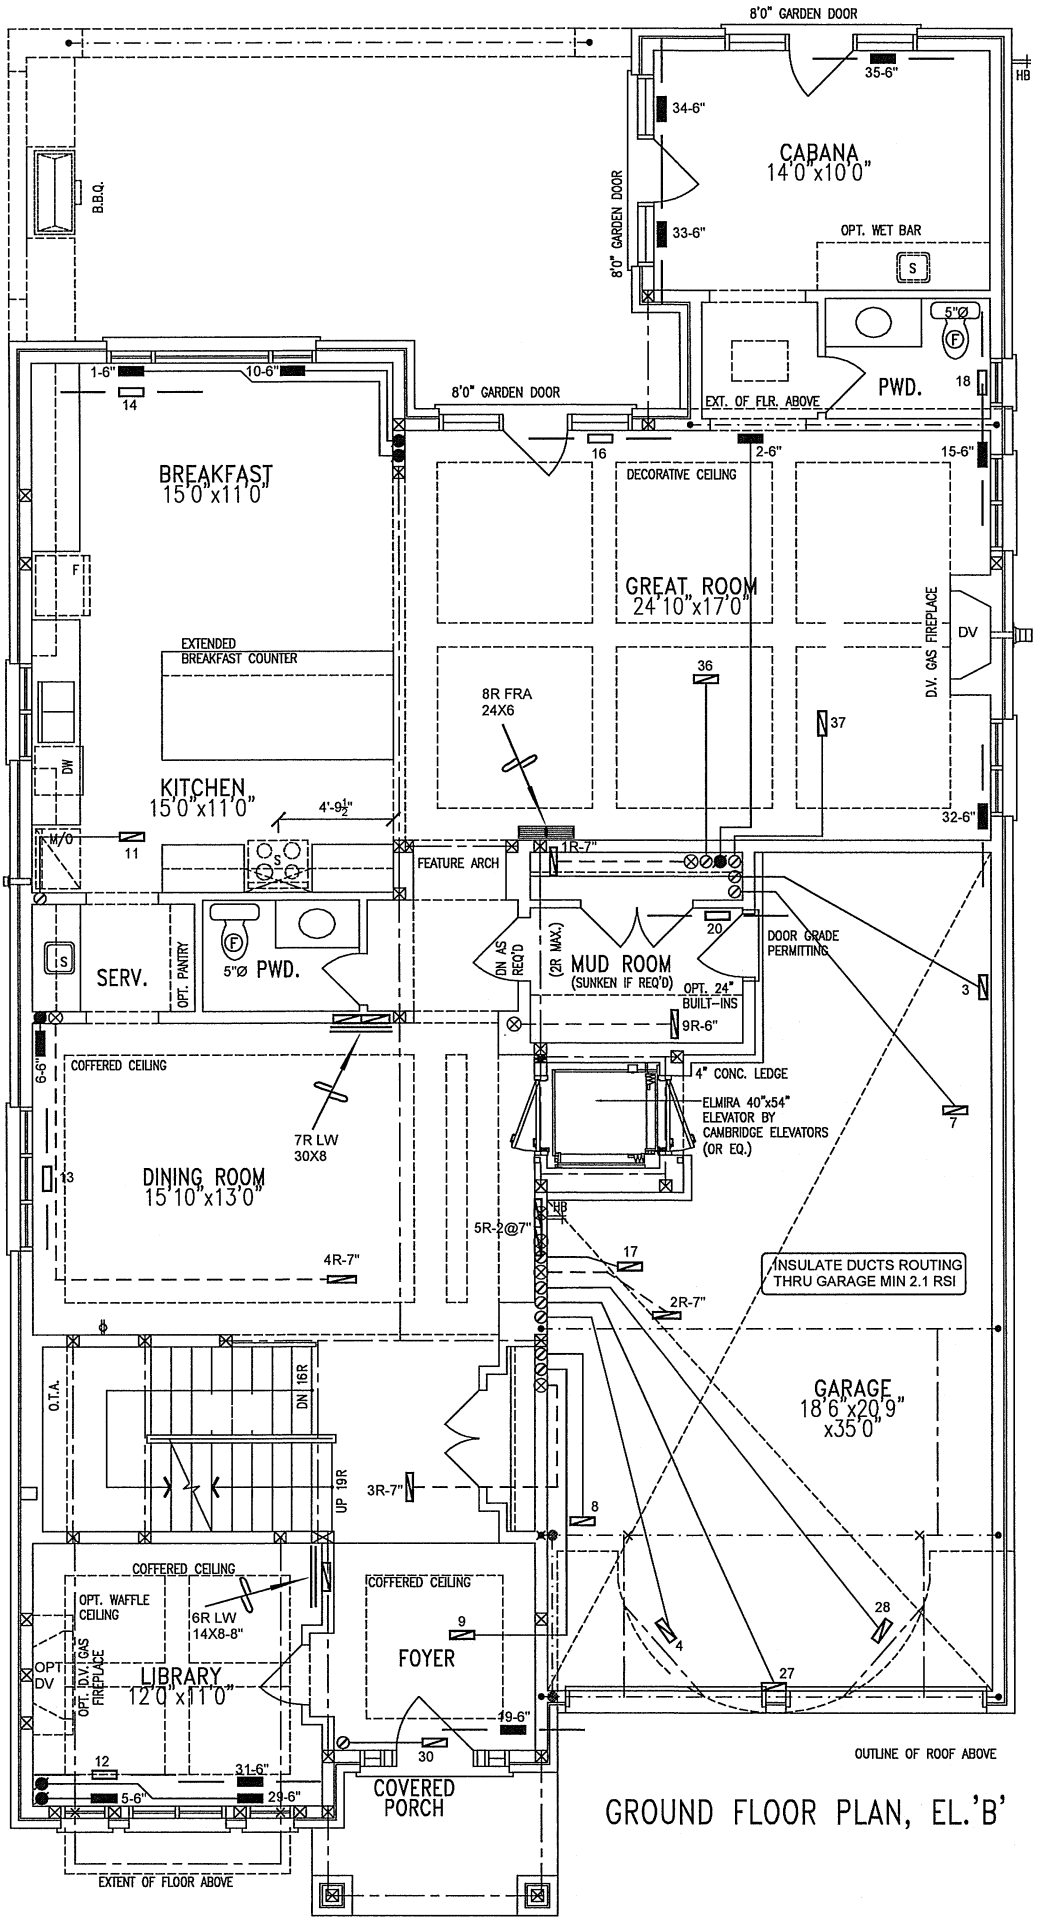 8'0" GARDEN DOOR
35-6"
HB
34-6"
CABANA
14'0"x10'0"
B.B.Q.
8'0" GARDEN DOOR
33-6"
OPT. WET BAR
S
5"Ø
F
1-6"
10-6"
14
8'0" GARDEN DOOR
EXT. OF FLR. ABOVE
PWD.
18
16
2-6"
15-6"
BREAKFAST
15'0"x11'0"
DECORATIVE CEILING
F
GREAT ROOM
24'10"x17'0"
D.V. GAS FIREPLACE
DV
EXTENDED
BREAKFAST COUNTER
36
8R FRA
24X6
37
DW
KITCHEN
15'0"x11'0"
4'-9½"
32-6"
M/O
11
S
FEATURE ARCH
1R-7"
20
DOOR GRADE
PERMITTING
F
5"Ø
PWD.
S
SERV.
OPT. PANTRY
DN AS
REQ'D
(2R MAX.)
MUD ROOM
(SUNKEN IF REQ'D)
OPT. 24"
BUILT-INS
3
9R-6"
6-6"
COFFERED CEILING
4" CONC. LEDGE
ELMIRA 40"x54"
ELEVATOR BY
CAMBRIDGE ELEVATORS
(OR EQ.)
7
7R LW
30X8
13
DINING ROOM
15'10"x13'0"
HB
5R-2@7"
17
4R-7"
INSULATE DUCTS ROUTING
THRU GARAGE MIN 2.1 RSI
2R-7"
O.T.A.
DN 16R
GARAGE
18'6"x20'9"
x35'0"
UP 19R
3R-7"
8
COFFERED CEILING
COFFERED CEILING
OPT. WAFFLE
CEILING
6R LW
14X8-8"
9
4
28
OPT
DV
OPT. D.V. GAS
FIREPLACE
LIBRARY
12'0"x11'0"
FOYER
27
19-6"
30
12
31-6"
5-6"
29-6"
COVERED
PORCH
OUTLINE OF ROOF ABOVE
GROUND FLOOR PLAN, EL.'B'
EXTENT OF FLOOR ABOVE